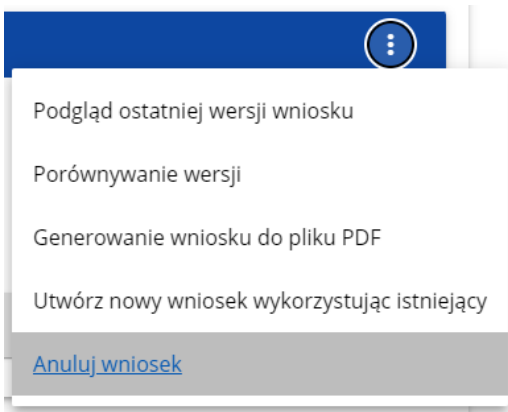 Podgląd ostatniej wersji wniosku
Porównywanie wersji
Generowanie wniosku do pliku PDF
Utwórz nowy wniosek wykorzystując istniejący
Anuluj wniosek